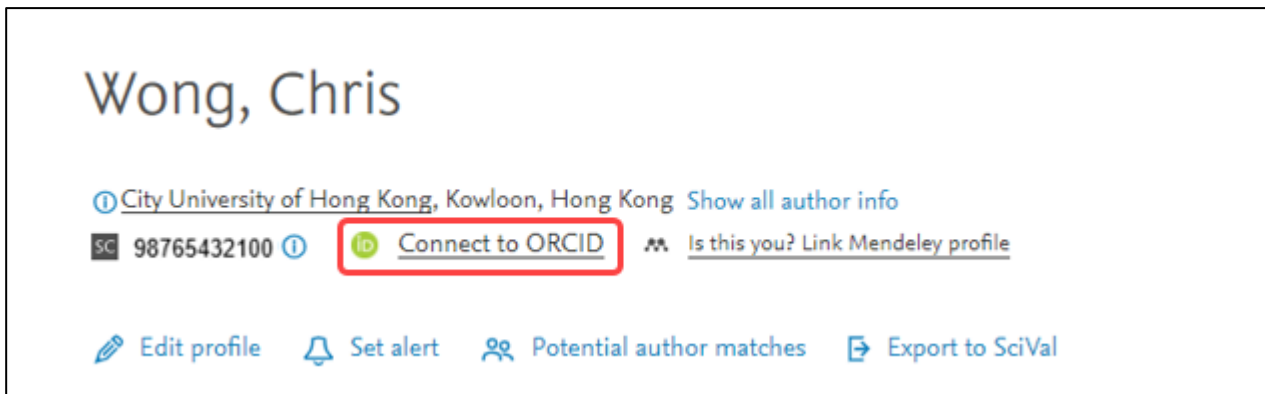 Wong, Chris
City University of Hong Kong, Kowloon, Hong Kong Show all author info
SC 98765432100 iD Connect to ORCID Is this you? Link Mendeley profile
Edit profile Set alert Potential author matches Export to SciVal